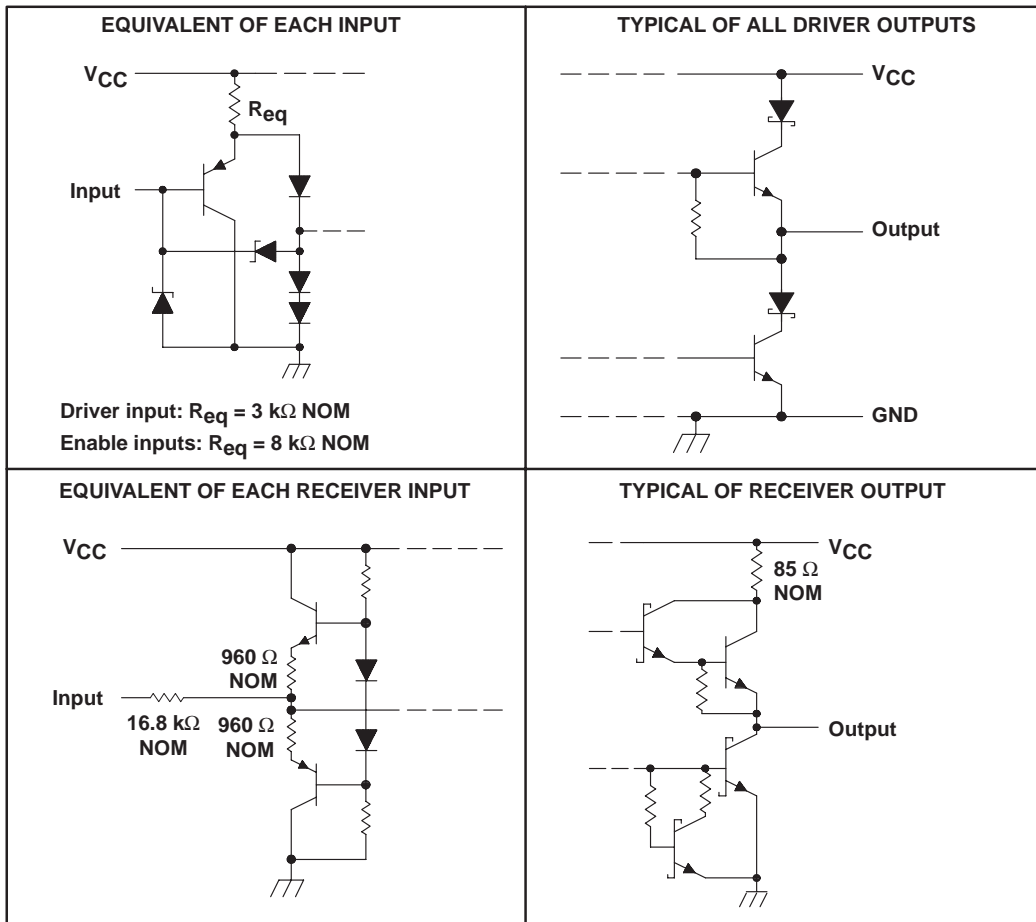 EQUIVALENT OF EACH INPUT
VCC
Req
Input
Driver input: Req = 3 kΩ NOM
Enable inputs: Req = 8 kΩ NOM
TYPICAL OF ALL DRIVER OUTPUTS
VCC
Output
GND
EQUIVALENT OF EACH RECEIVER INPUT
VCC
960 Ω
NOM
Input
16.8 kΩ
NOM
960 Ω
NOM
TYPICAL OF RECEIVER OUTPUT
VCC
85 Ω
NOM
Output